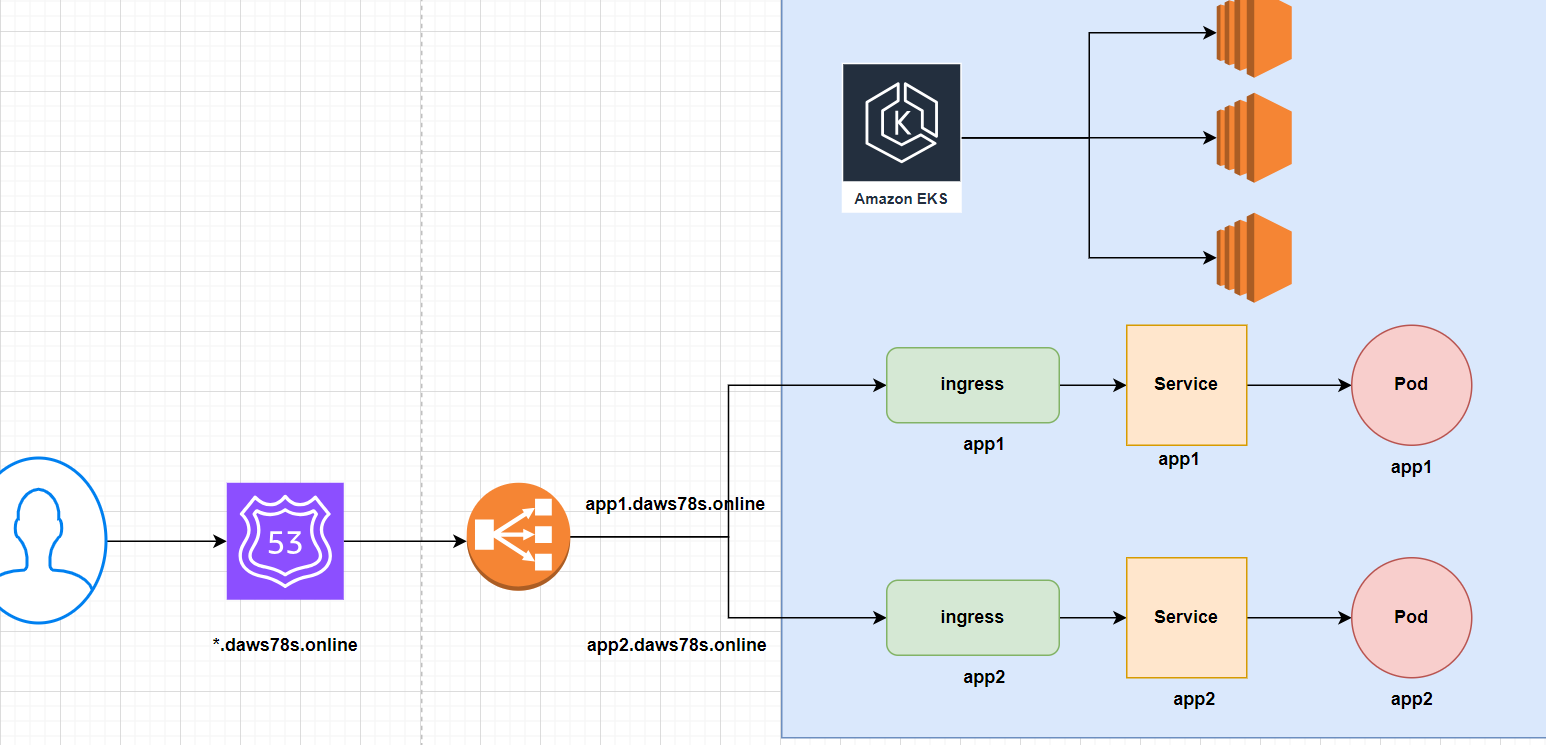 K
Amazon EKS
ingress
Service
Pod
app1
app1
app1
app1.daws78s.online
53
*.daws78s.online
app2.daws78s.online
ingress
Service
Pod
app2
app2
app2